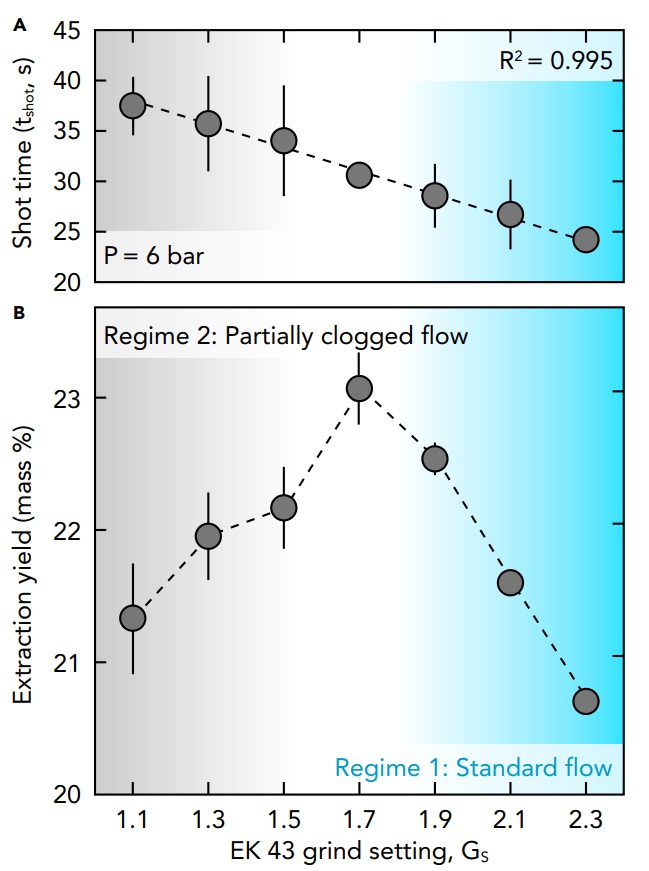 A
Shot time (tshot, s)
45
40
35
30
25
20
R² = 0.995
P = 6 bar
B
Extraction yield (mass %)
23
22
21
20
Regime 2: Partially clogged flow
Regime 1: Standard flow
1.1 1.3 1.5 1.7 1.9 2.1 2.3
EK 43 grind setting, GS